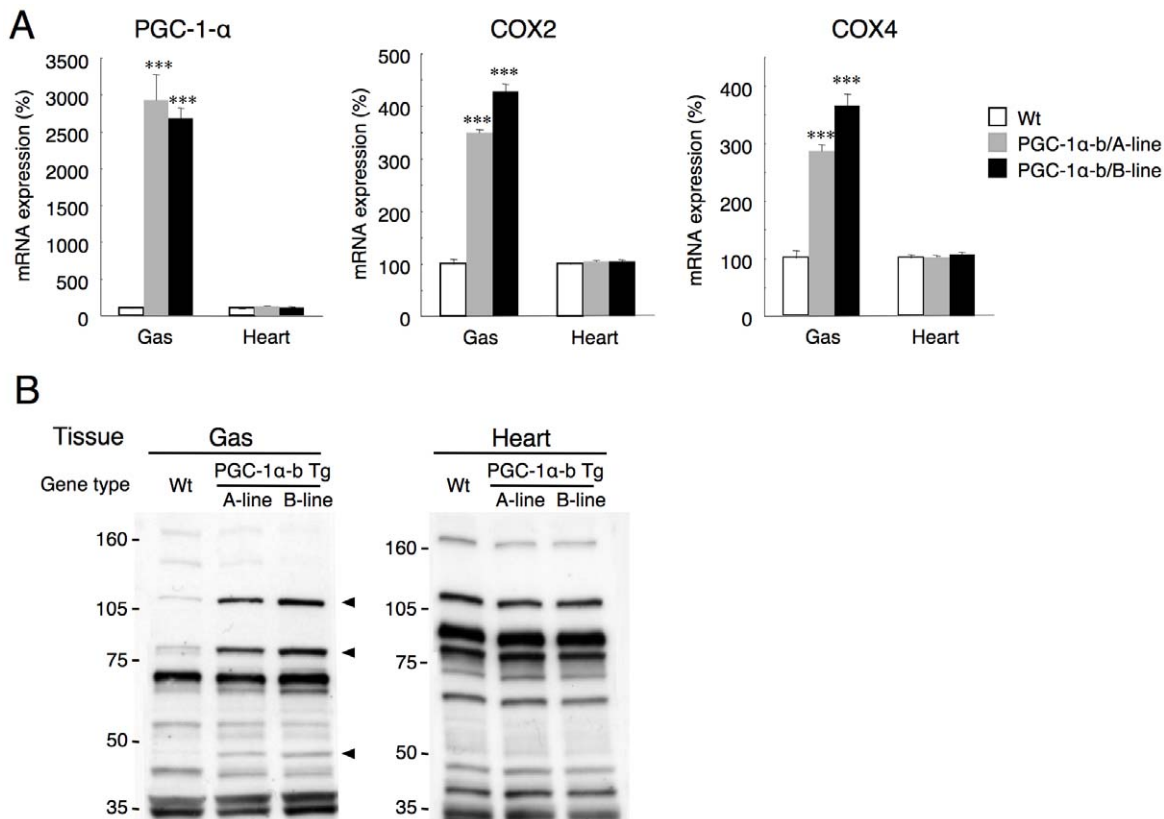 A
PGC-1-α
COX2
COX4
mRNA expression (%)
3500
3000
2500
2000
1500
1000
500
0
***
***
Gas
Heart
mRNA expression (%)
500
400
300
200
100
0
***
***
Gas
Heart
mRNA expression (%)
400
300
200
100
0
***
***
Gas
Heart
Wt
PGC-1α-b/A-line
PGC-1α-b/B-line
B
Tissue
Gas
Heart
Gene type
Wt
PGC-1α-b Tg
A-line
B-line
Wt
PGC-1α-b Tg
A-line
B-line
160 -
105 -
75 -
50 -
35 -
160 -
105 -
75 -
50 -
35 -